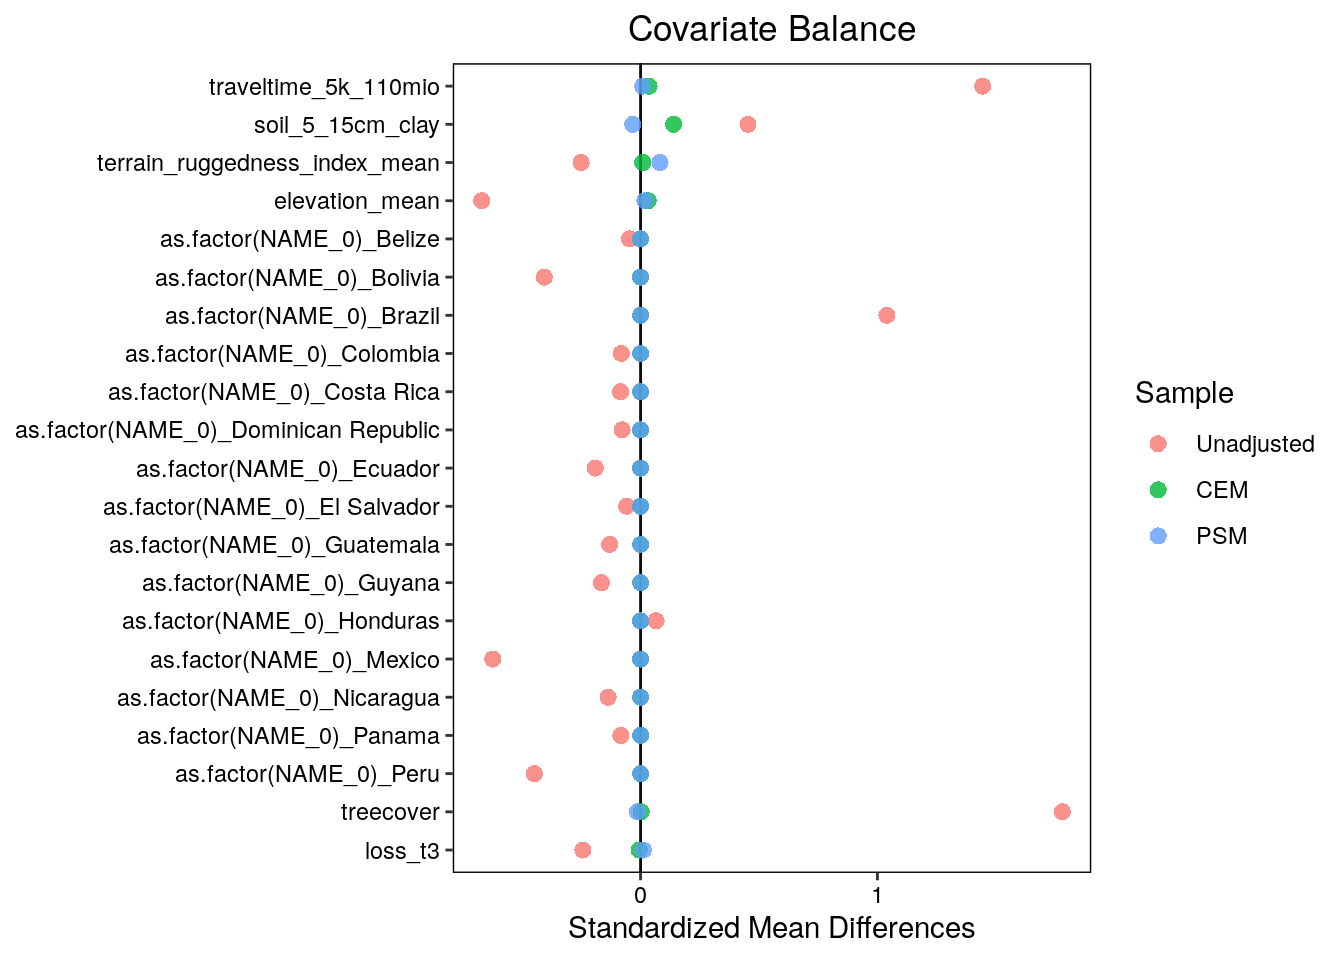 Covariate Balance
traveltime_5k_110mio
soil_5_15cm_clay
terrain_ruggedness_index_mean
elevation_mean
as.factor(NAME_0)_Belize
as.factor(NAME_0)_Bolivia
as.factor(NAME_0)_Brazil
as.factor(NAME_0)_Colombia
as.factor(NAME_0)_Costa Rica
as.factor(NAME_0)_Dominican Republic
as.factor(NAME_0)_Ecuador
as.factor(NAME_0)_El Salvador
as.factor(NAME_0)_Guatemala
as.factor(NAME_0)_Guyana
as.factor(NAME_0)_Honduras
as.factor(NAME_0)_Mexico
as.factor(NAME_0)_Nicaragua
as.factor(NAME_0)_Panama
as.factor(NAME_0)_Peru
treecover
loss_t3
0 1
Standardized Mean Differences
Sample
Unadjusted
CEM
PSM